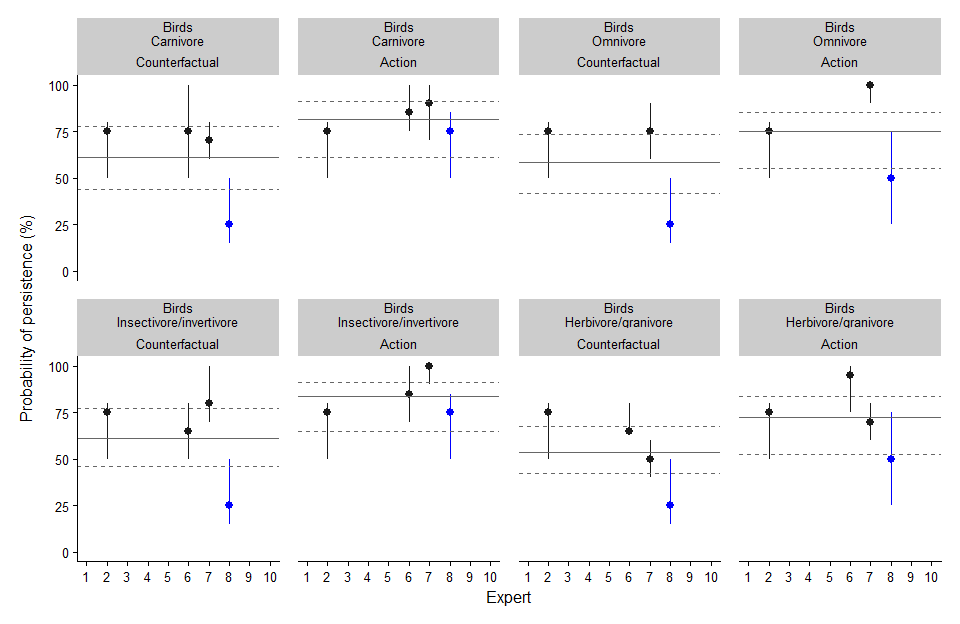 Birds
Carnivore
Counterfactual
Birds
Carnivore
Action
Birds
Omnivore
Counterfactual
Birds
Omnivore
Action
100
75
50
25
0
Probability of persistence (%)
Birds
Insectivore/invertivore
Counterfactual
Birds
Insectivore/invertivore
Action
Birds
Herbivore/granivore
Counterfactual
Birds
Herbivore/granivore
Action
100
75
50
25
0
1 2 3 4 5 6 7 8 9 10
1 2 3 4 5 6 7 8 9 10
1 2 3 4 5 6 7 8 9 10
1 2 3 4 5 6 7 8 9 10
Expert